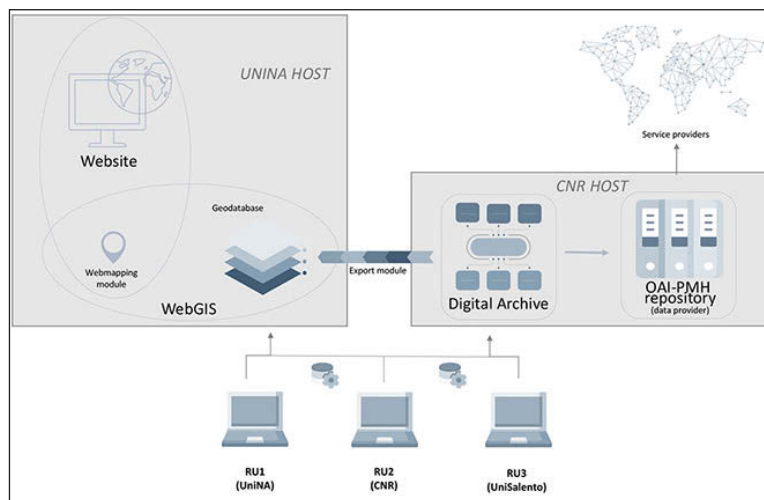 UNINA HOST
Website
Geodatabase
Webmapping
module
WebGIS
Export module
Service providers
CNR HOST
Digital Archive
OAI-PMH
repository
(data provider)
RU1
(UniNA)
RU2
(CNR)
RU3
(UniSalento)